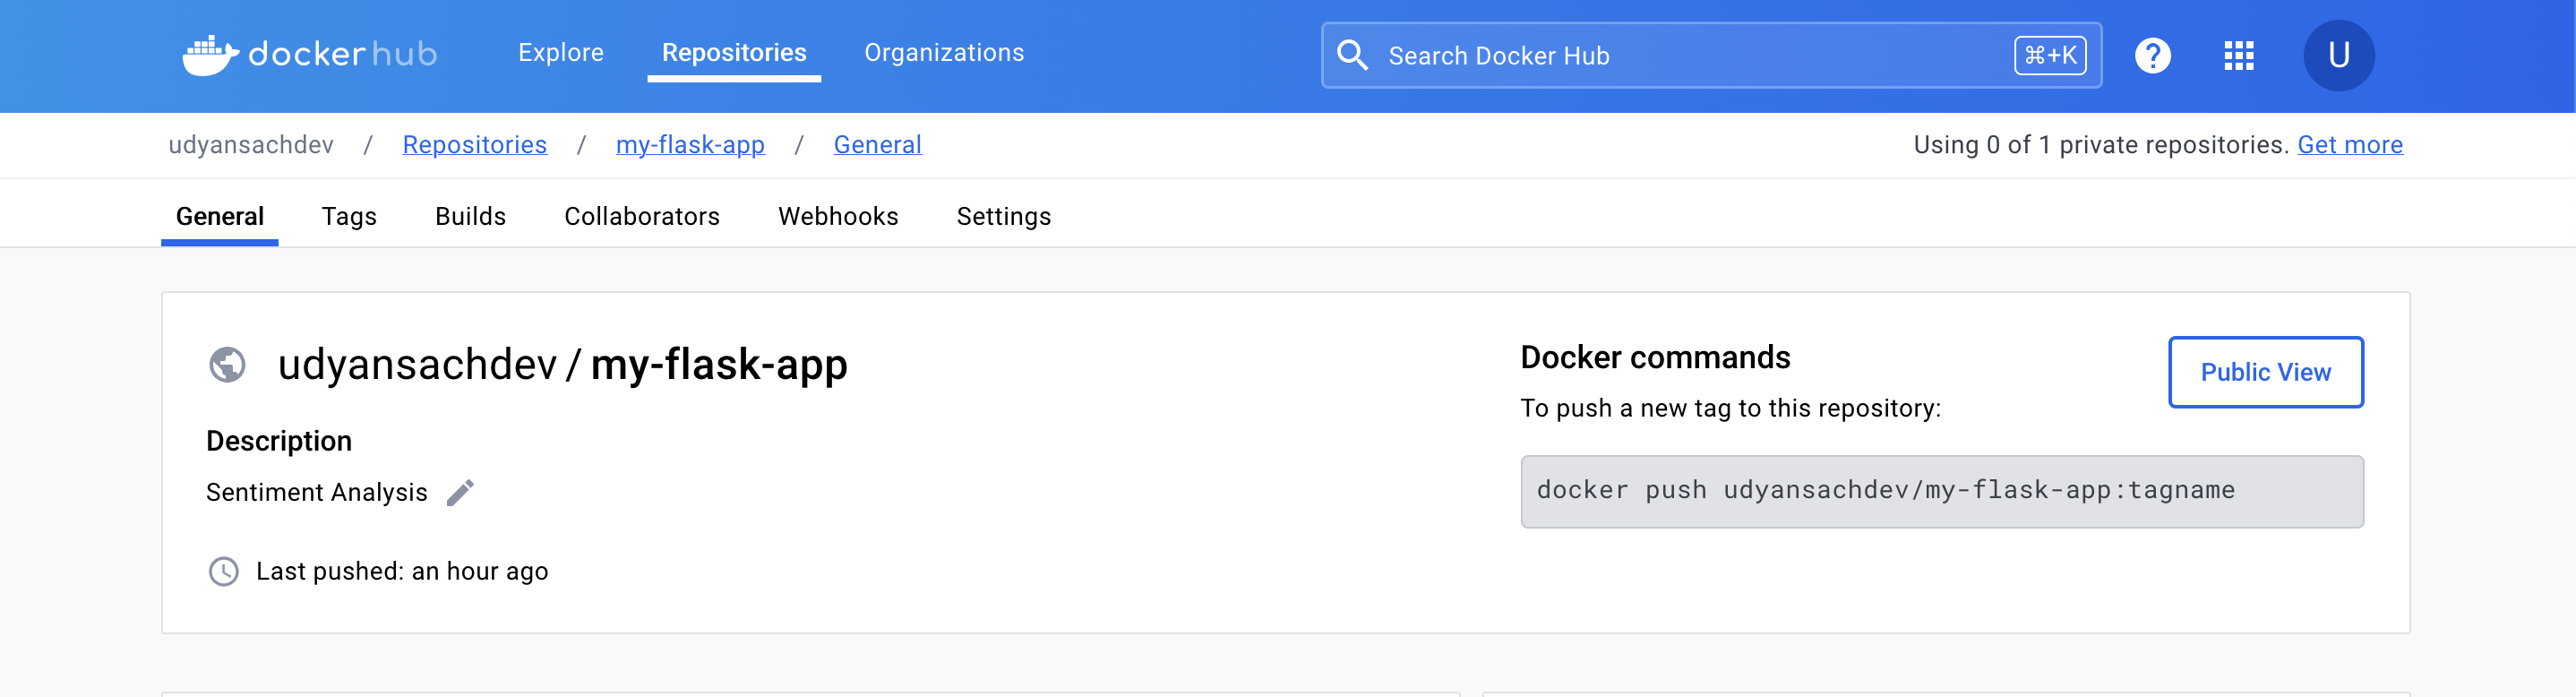 dockerhub Explore Repositories Organizations Search Docker Hub ⌘+K U
udyansachdev / Repositories / my-flask-app / General Using 0 of 1 private repositories. Get more
General Tags Builds Collaborators Webhooks Settings
udyansachdev / my-flask-app
Description
Sentiment Analysis
Last pushed: an hour ago
Docker commands
Public View
To push a new tag to this repository:
docker push udyansachdev/my-flask-app:tagname